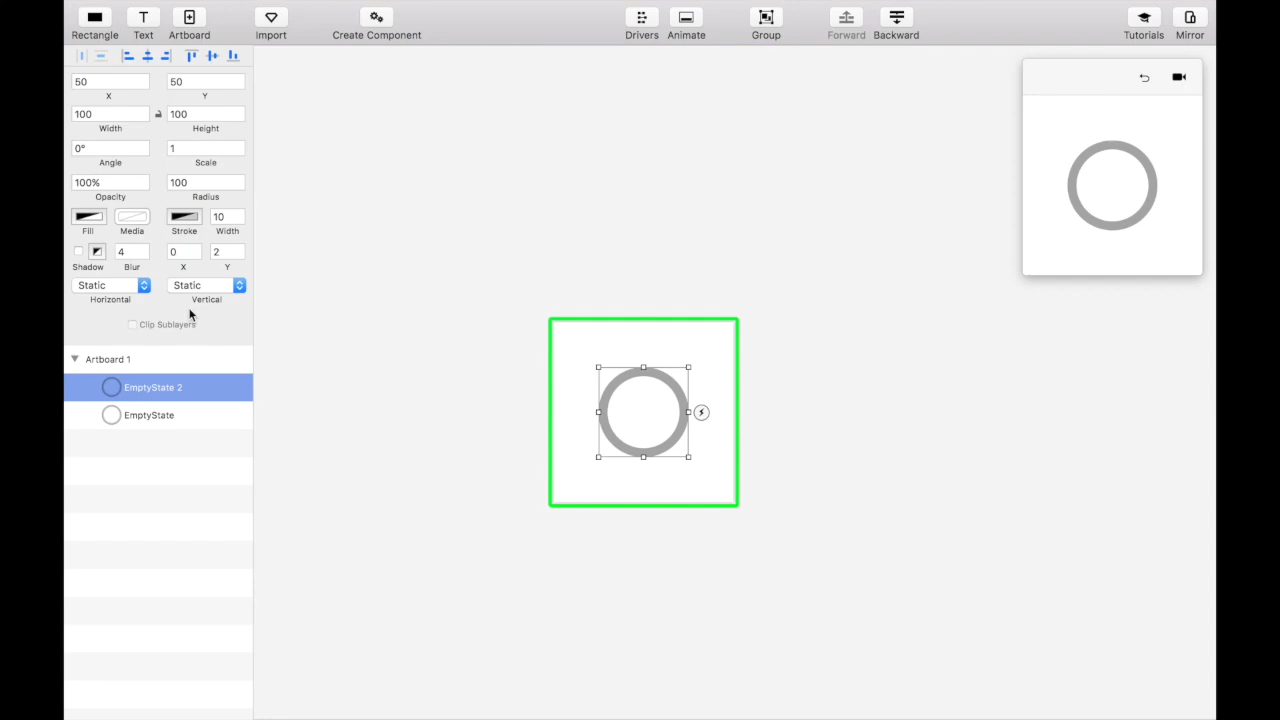 Rectangle Text Artboard Import Create Component Drivers Animate Group Forward Backward Tutorials Mirror
50 50
X Y
100 100
Width Height
0° 1
Angle Scale
100% 100
Opacity Radius
10
Fill Media Stroke Width
4 0 2
Shadow Blur X Y
Static Static
Horizontal Vertical
Clip Sublayers
Artboard 1
EmptyState 2
EmptyState